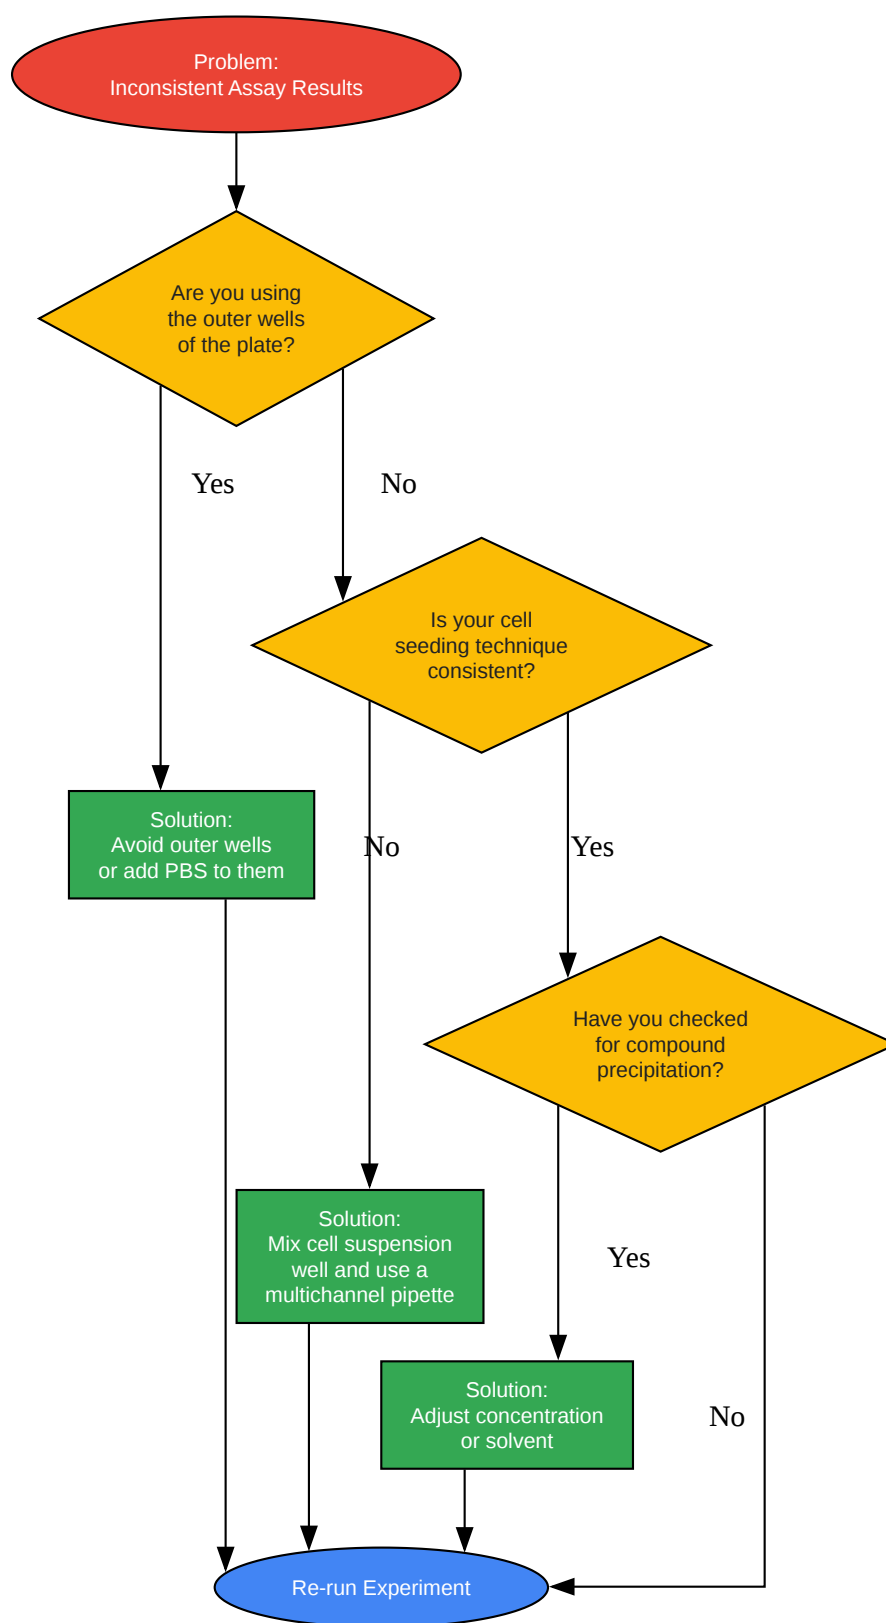 Problem:
Inconsistent Assay Results
Are you using
the outer wells
of the plate?
Yes
No
Is your cell
seeding technique
consistent?
Solution:
Avoid outer wells
or add PBS to them
No
Yes
Have you checked
for compound
precipitation?
Solution:
Mix cell suspension
well and use a
multichannel pipette
Yes
Solution:
Adjust concentration
or solvent
No
Re-run Experiment